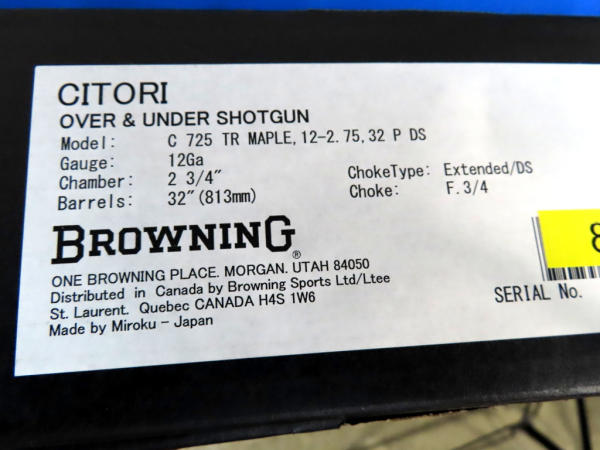 CITORI
OVER & UNDER SHOTGUN
Model: C 725 TR MAPLE,12-2.75,32 P DS
Gauge: 12Ga
Chamber: 2 3/4" ChokeType: Extended/DS
Barrels: 32"(813mm) Choke: F.3/4
BROWNING®
ONE BROWNING PLACE. MORGAN. UTAH 84050
Distributed in Canada by Browning Sports Ltd/Ltee
St. Laurent. Quebec CANADA H4S 1W6
Made by Miroku - Japan
SERIAL No.